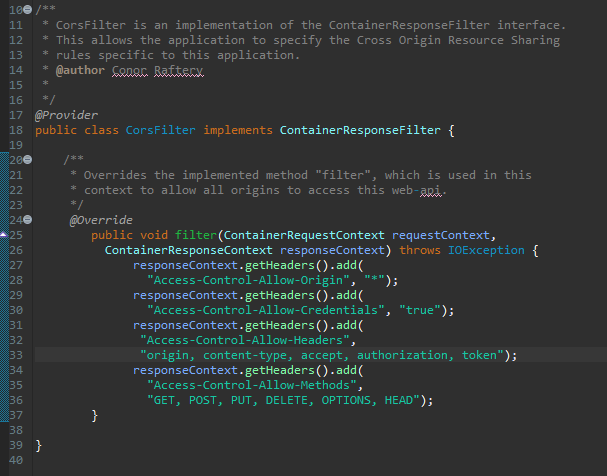 10 /**
11  * CorsFilter is an implementation of the ContainerResponseFilter interface.
12  * This allows the application to specify the Cross Origin Resource Sharing
13  * rules specific to this application.
14  * @author Conor Raftery
15  *
16  */
17 @Provider
18 public class CorsFilter implements ContainerResponseFilter {
19
20     /**
21      * Overrides the implemented method "filter", which is used in this
22      * context to allow all origins to access this web-api.
23      */
24     @Override
25        public void filter(ContainerRequestContext requestContext,
26          ContainerResponseContext responseContext) throws IOException {
27             responseContext.getHeaders().add(
28               "Access-Control-Allow-Origin", "*");
29             responseContext.getHeaders().add(
30               "Access-Control-Allow-Credentials", "true");
31             responseContext.getHeaders().add(
32              "Access-Control-Allow-Headers",
33              "origin, content-type, accept, authorization, token");
34             responseContext.getHeaders().add(
35               "Access-Control-Allow-Methods",
36               "GET, POST, PUT, DELETE, OPTIONS, HEAD");
37        }
38
39 }
40